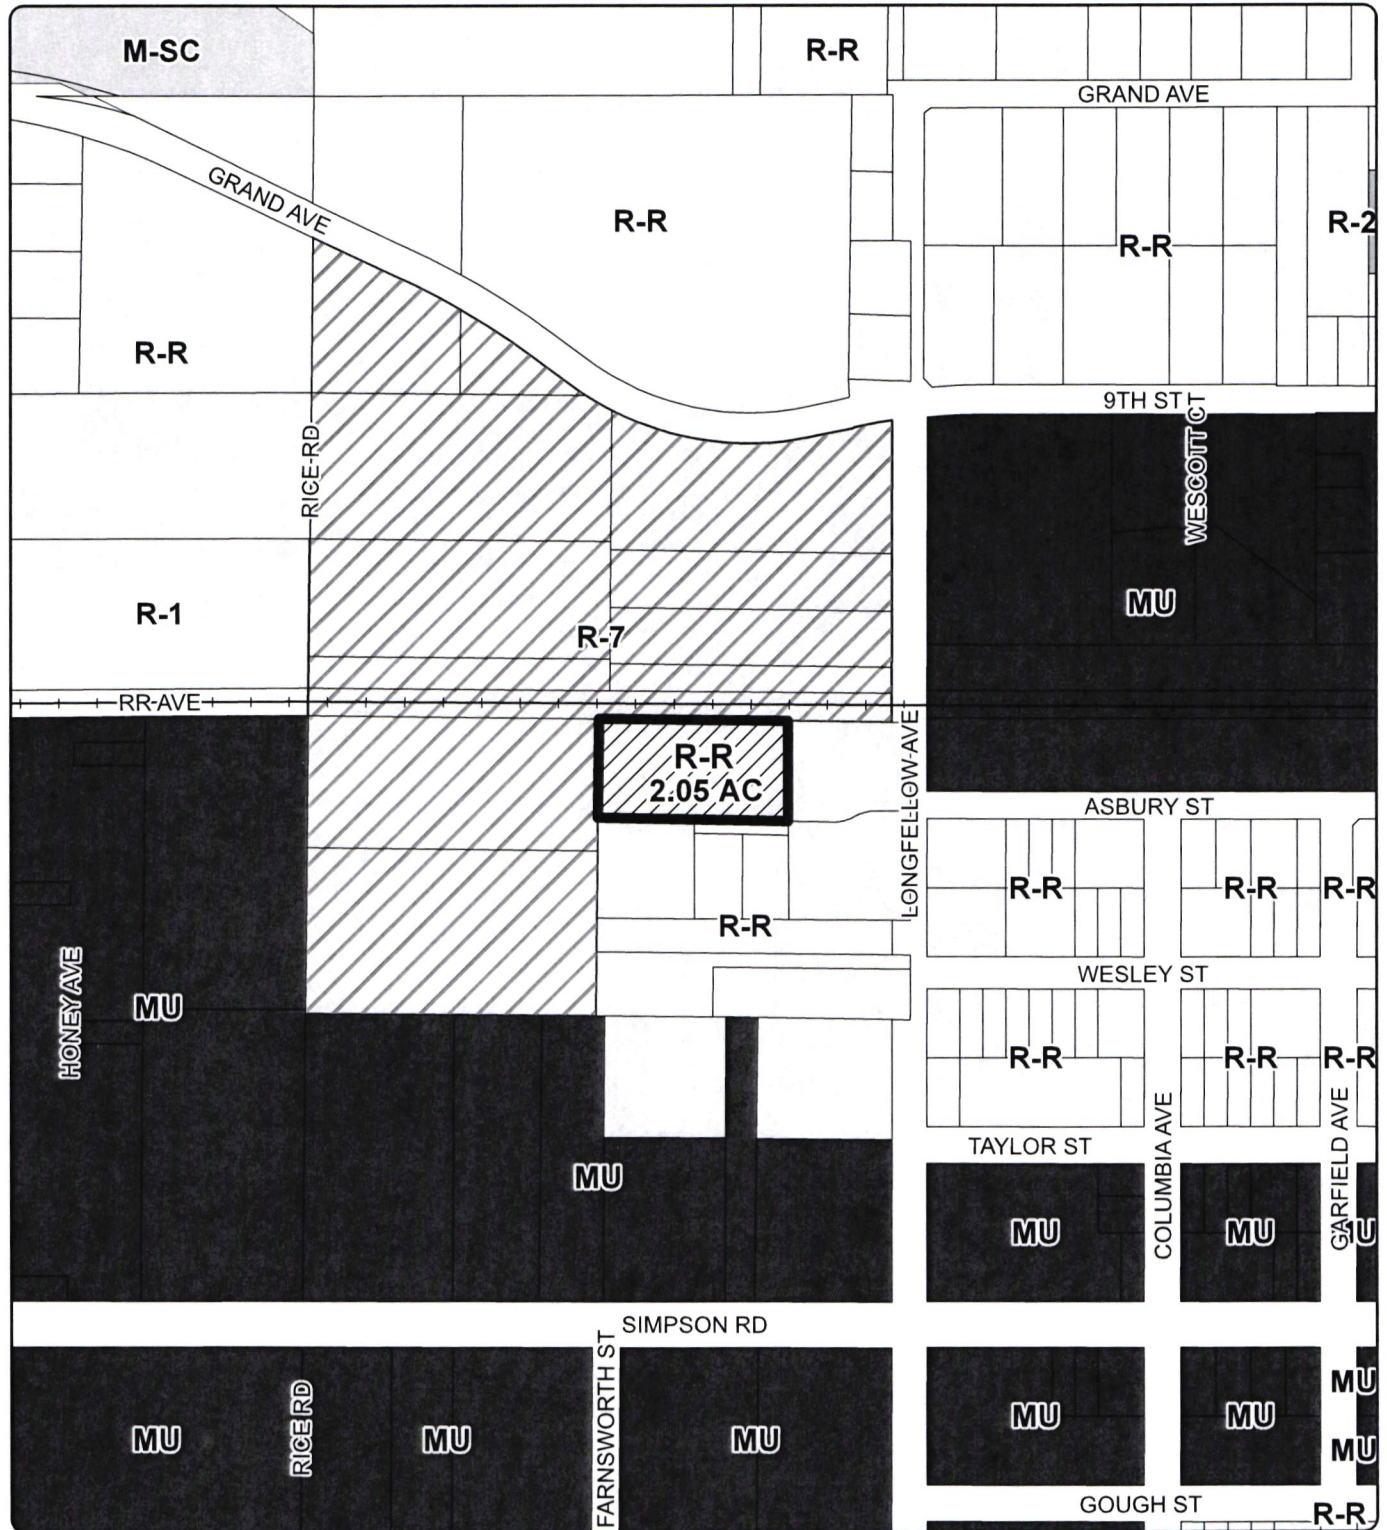 M-SC
R-R
GRAND AVE
GRAND AVE
R-R
R-2
R-R
R-R
9TH ST
WESCOTT CT
RICE RD
R-1
R-7
MU
RR AVE
R-R
2.05 AC
LONGFELLOW AVE
ASBURY ST
R-R
R-R
R-R
R-R
WESLEY ST
HONEY AVE
MU
R-R
R-R
R-R
COLUMBIA AVE
GARFIELD AVE
TAYLOR ST
MU
MU
MU
MU
SIMPSON RD
FARNSWORTH ST
RICE RD
MU
MU
MU
MU
MU
MU
MU
GOUGH ST
R-R